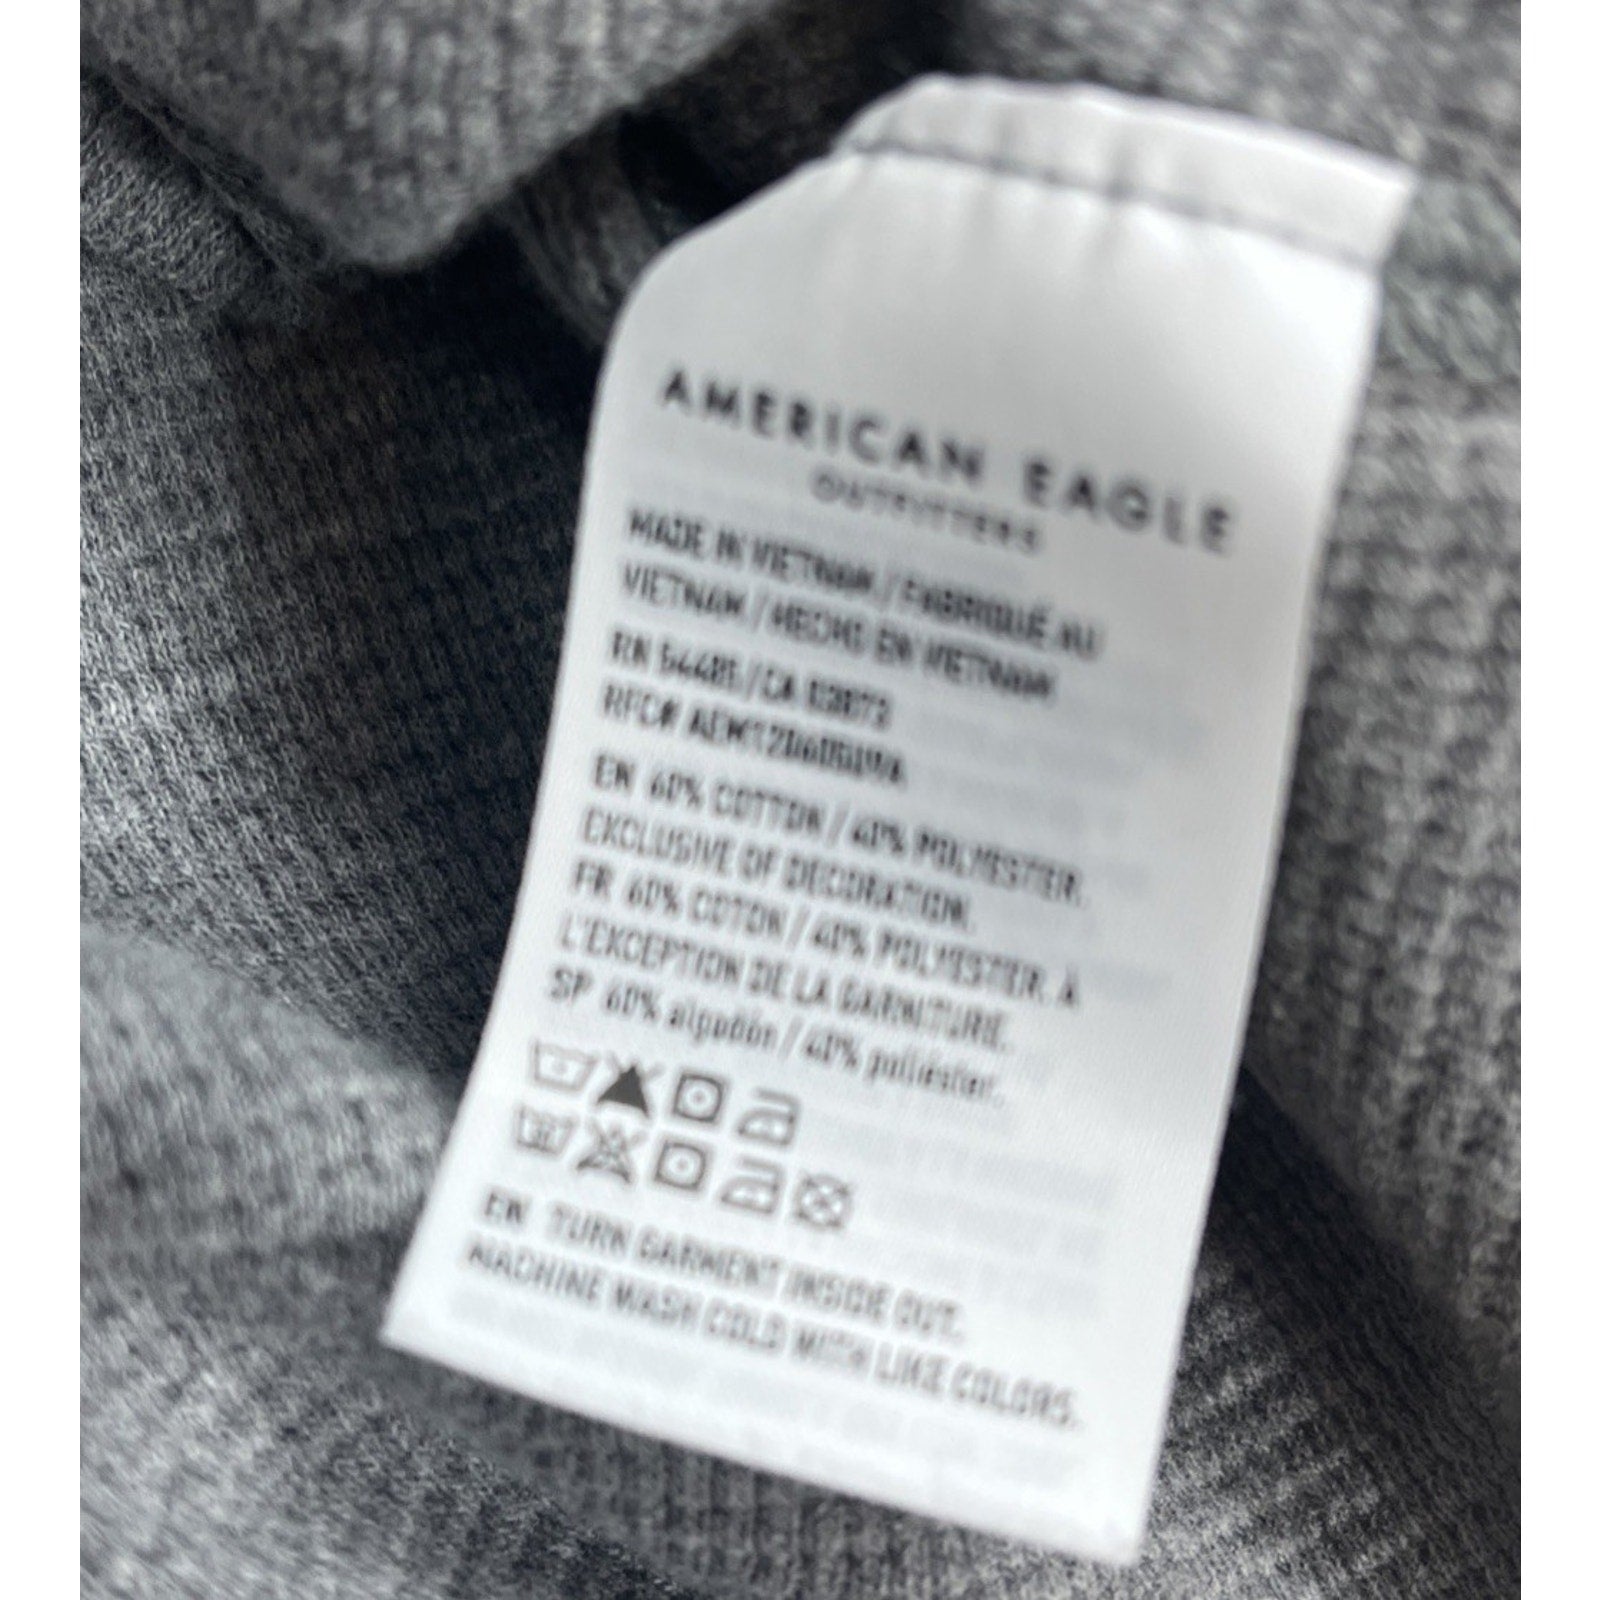 AMERICAN EAGLE
OUTFITTERS
MADE IN VIETNAM / FABRIQUÉ AU
VIETNAM / HECHO EN VIETNAM
RN 54485 / CA 03873
RFC#
EN 60% COTTON / 40% POLYESTER.
EXCLUSIVE OF DECORATION.
FR 60% COTON / 40% POLYESTER. À
L'EXCEPTION DE LA GARNITURE.
SP 60% algodón / 40% poliéster.
EN TURN GARMENT INSIDE OUT.
MACHINE WASH COLD WITH LIKE COLORS.